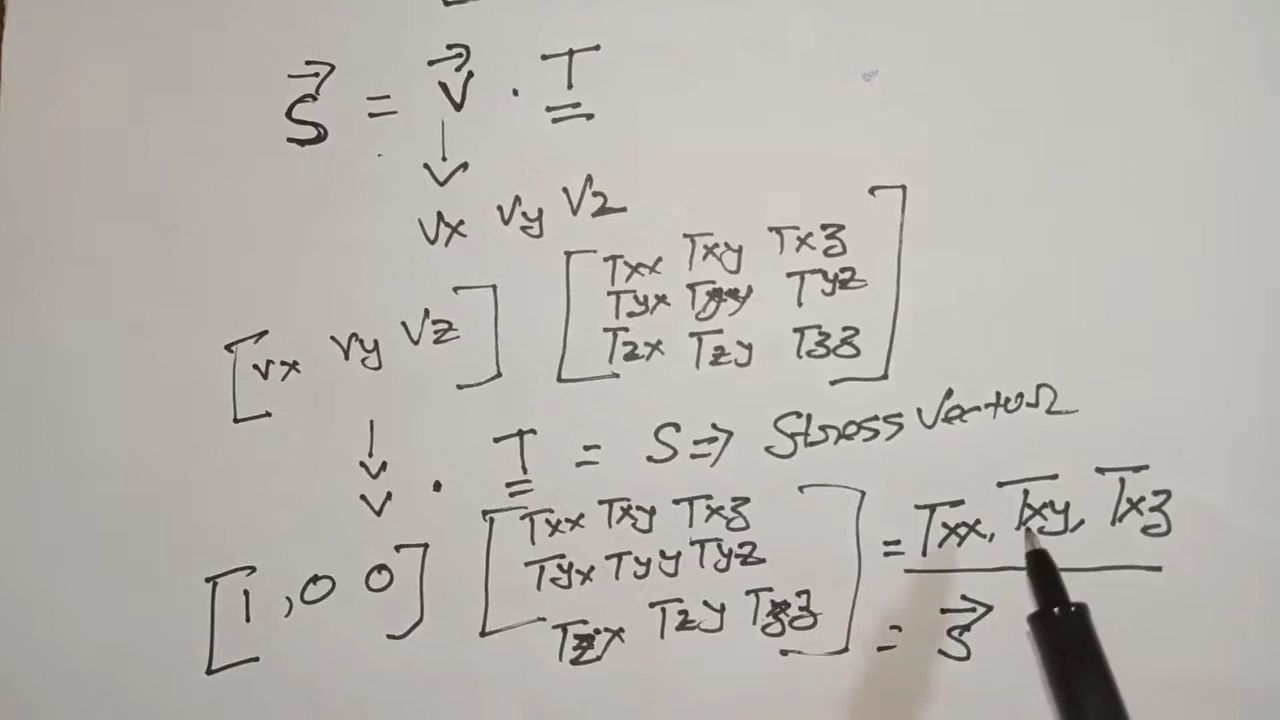 S⃗ = V⃗ . T
Vx Vy Vz
[Vx Vy Vz] [Txx Txy Txz
Tyx Tyy Tyz
Tzx Tzy Tzz]
V . T = S ⇒ Stress Vector
[1, 0 0] [Txx Txy Txz
Tyx Tyy Tyz
Tzx Tzy Tzz] = Txx, Txy, Txz
= S⃗